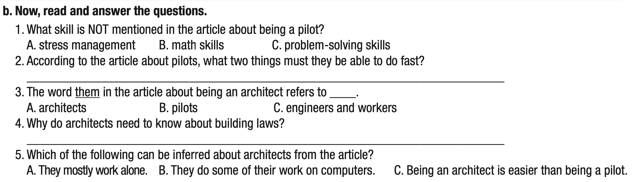 b. Now, read and answer the questions.
1. What skill is NOT mentioned in the article about being a pilot?
A. stress management B. math skills C. problem-solving skills
2. According to the article about pilots, what two things must they be able to do fast?
3. The word them in the article about being an architect refers to ____.
A. architects B. pilots C. engineers and workers
4. Why do architects need to know about building laws?
5. Which of the following can be inferred about architects from the article?
A. They mostly work alone. B. They do some of their work on computers. C. Being an architect is easier than being a pilot.